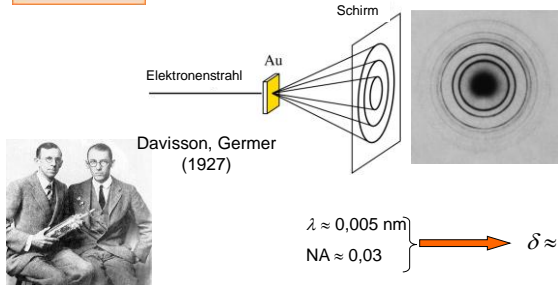 Schirm
Au
Elektronenstrahl
Davisson, Germer
(1927)
λ ≈ 0,005 nm
NA ≈ 0,03
δ ≈